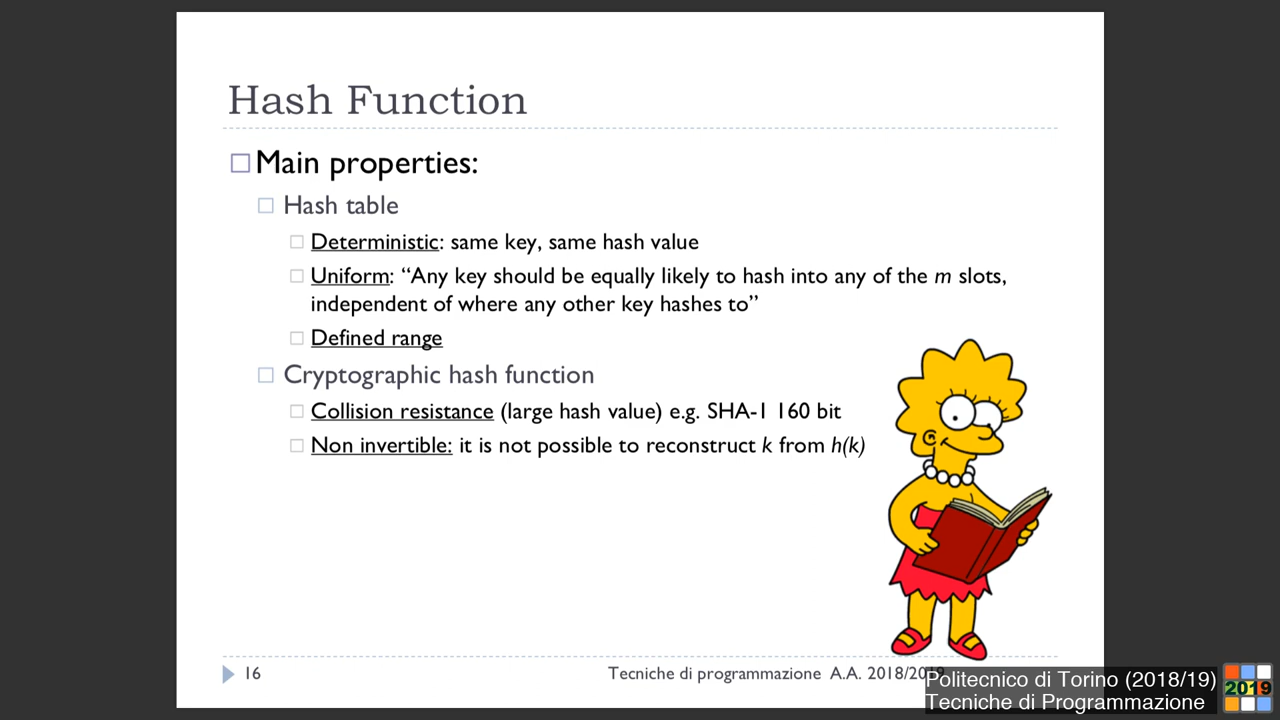 Hash Function
Main properties:
Hash table
Deterministic: same key, same hash value
Uniform: “Any key should be equally likely to hash into any of the m slots,
independent of where any other key hashes to”
Defined range
Cryptographic hash function
Collision resistance (large hash value) e.g. SHA-1 160 bit
Non invertible: it is not possible to reconstruct k from h(k)
16
Tecniche di programmazione A.A. 2018/2019
Politecnico di Torino (2018/19)
Tecniche di Programmazione
2019